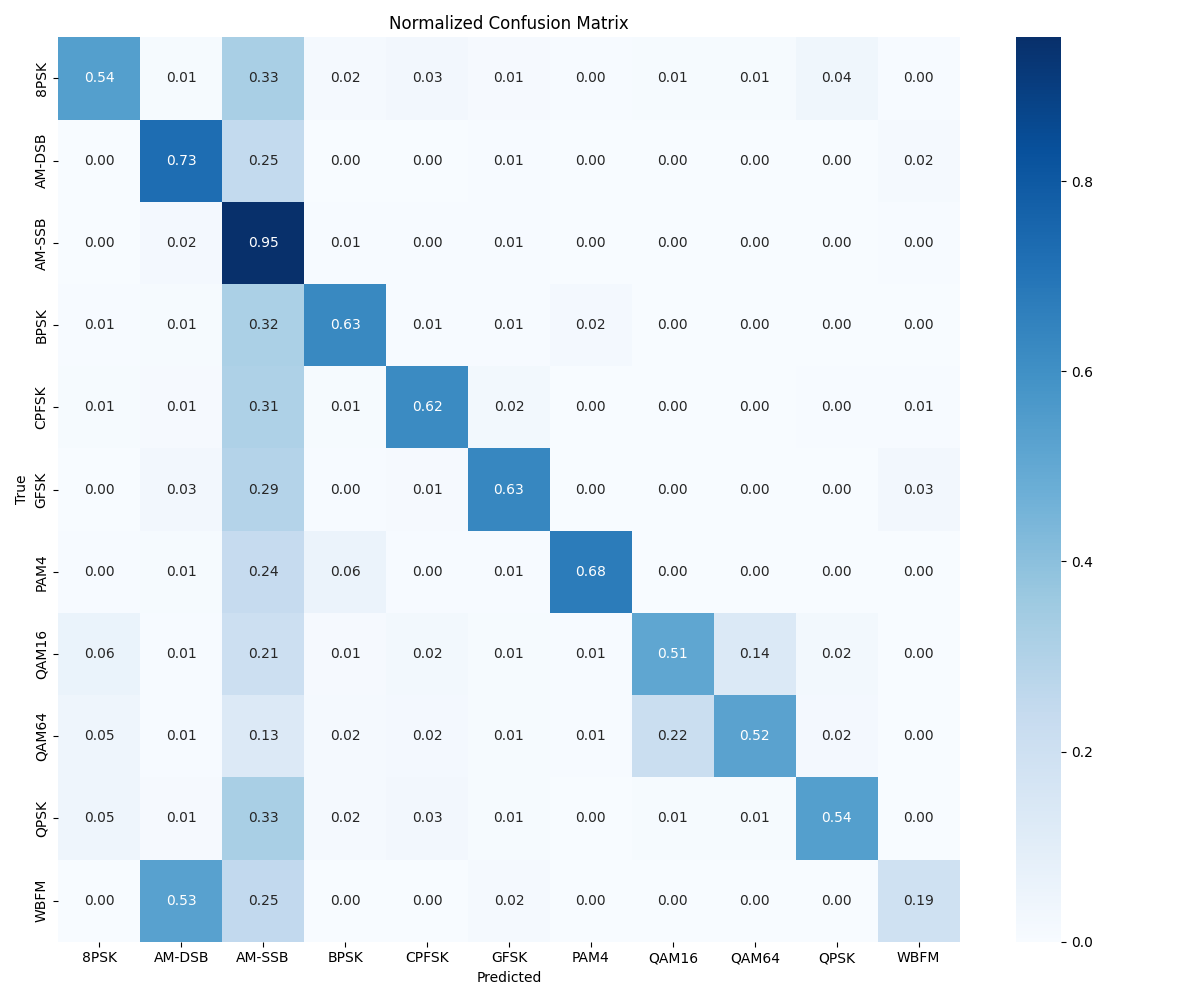 Normalized Confusion Matrix
True
8PSK 0.54 0.01 0.33 0.02 0.03 0.01 0.00 0.01 0.01 0.04 0.00
AM-DSB 0.00 0.73 0.25 0.00 0.00 0.01 0.00 0.00 0.00 0.00 0.02
AM-SSB 0.00 0.02 0.95 0.01 0.00 0.01 0.00 0.00 0.00 0.00 0.00
BPSK 0.01 0.01 0.32 0.63 0.01 0.01 0.02 0.00 0.00 0.00 0.00
CPFSK 0.01 0.01 0.31 0.01 0.62 0.02 0.00 0.00 0.00 0.00 0.01
GFSK 0.00 0.03 0.29 0.00 0.01 0.63 0.00 0.00 0.00 0.00 0.03
PAM4 0.00 0.01 0.24 0.06 0.00 0.01 0.68 0.00 0.00 0.00 0.00
QAM16 0.06 0.01 0.21 0.01 0.02 0.01 0.01 0.51 0.14 0.02 0.00
QAM64 0.05 0.01 0.13 0.02 0.02 0.01 0.01 0.22 0.52 0.02 0.00
QPSK 0.05 0.01 0.33 0.02 0.03 0.01 0.00 0.01 0.01 0.54 0.00
WBFM 0.00 0.53 0.25 0.00 0.00 0.02 0.00 0.00 0.00 0.00 0.19
8PSK AM-DSB AM-SSB BPSK CPFSK GFSK PAM4 QAM16 QAM64 QPSK WBFM
Predicted
0.8
0.6
0.4
0.2
0.0